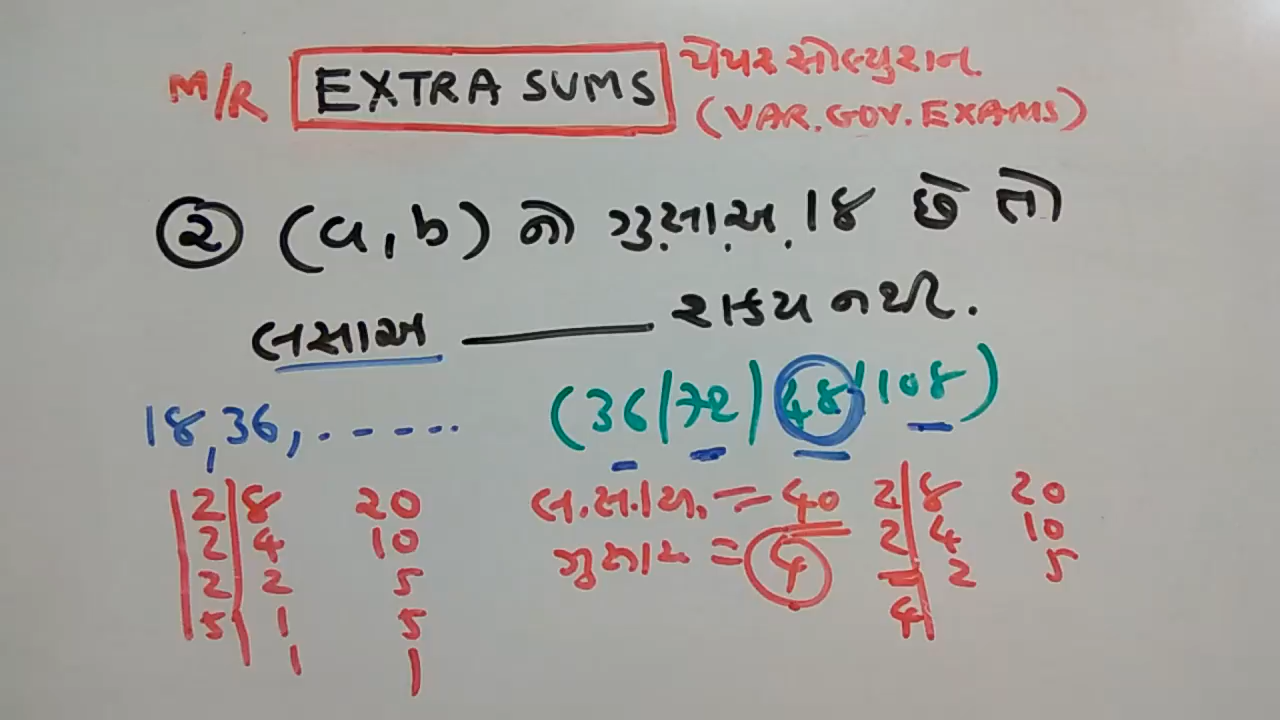 M/R EXTRA SUMS પેપર સોલ્યુશન.
(VAR. GOV. EXAMS)
૨ (a, b) નો ગુ.સા.અ. 18 છે તો
લસાઅ ______ શક્ય નથી.
(36/72/48/108)
18, 36, . - - - - ..
2 8 20
2 4 10
2 2 5
5 1 5
1 1
લ.સા.અ. = 40
ગુસાઅ = 4
2 8 20
2 4 10
2 5
4